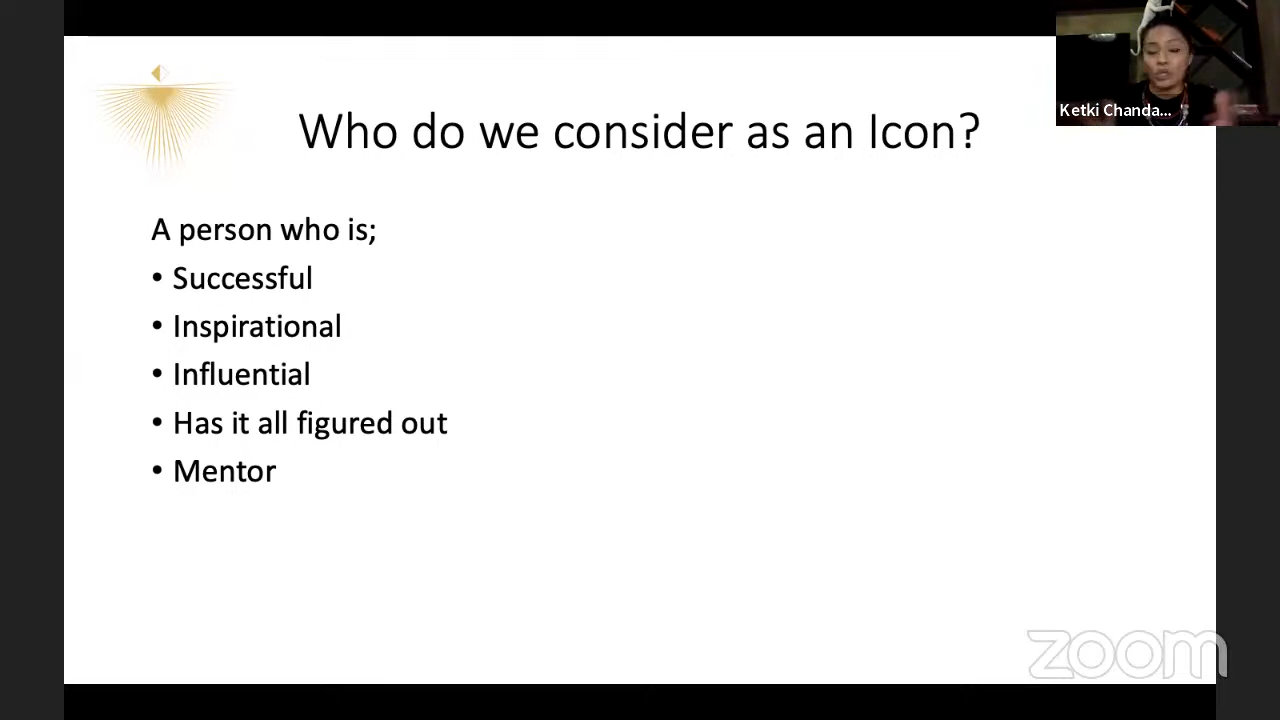 Ketki Chanda...
Who do we consider as an Icon?
A person who is;
• Successful
• Inspirational
• Influential
• Has it all figured out
• Mentor
zoom